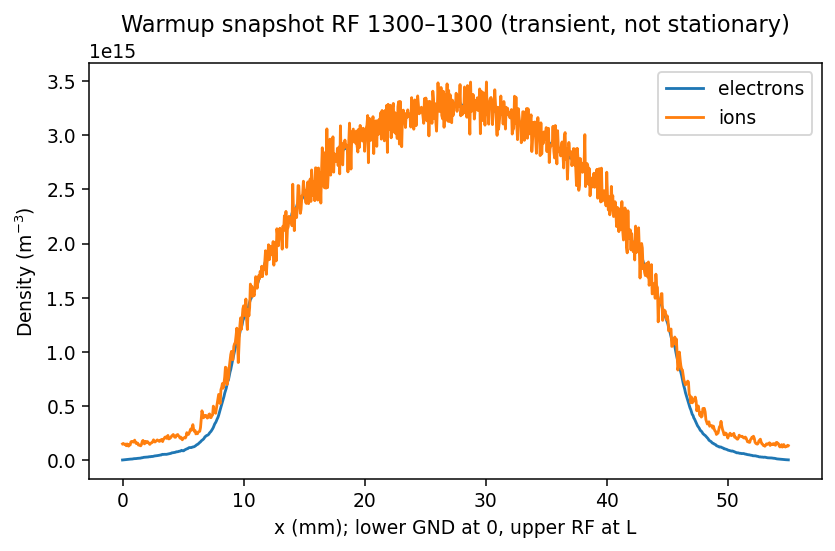 Warmup snapshot RF 1300–1300 (transient, not stationary)
1e15
3.5
3.0
2.5
2.0
1.5
1.0
0.5
0.0
Density (m⁻³)
electrons
ions
0 10 20 30 40 50
x (mm); lower GND at 0, upper RF at L